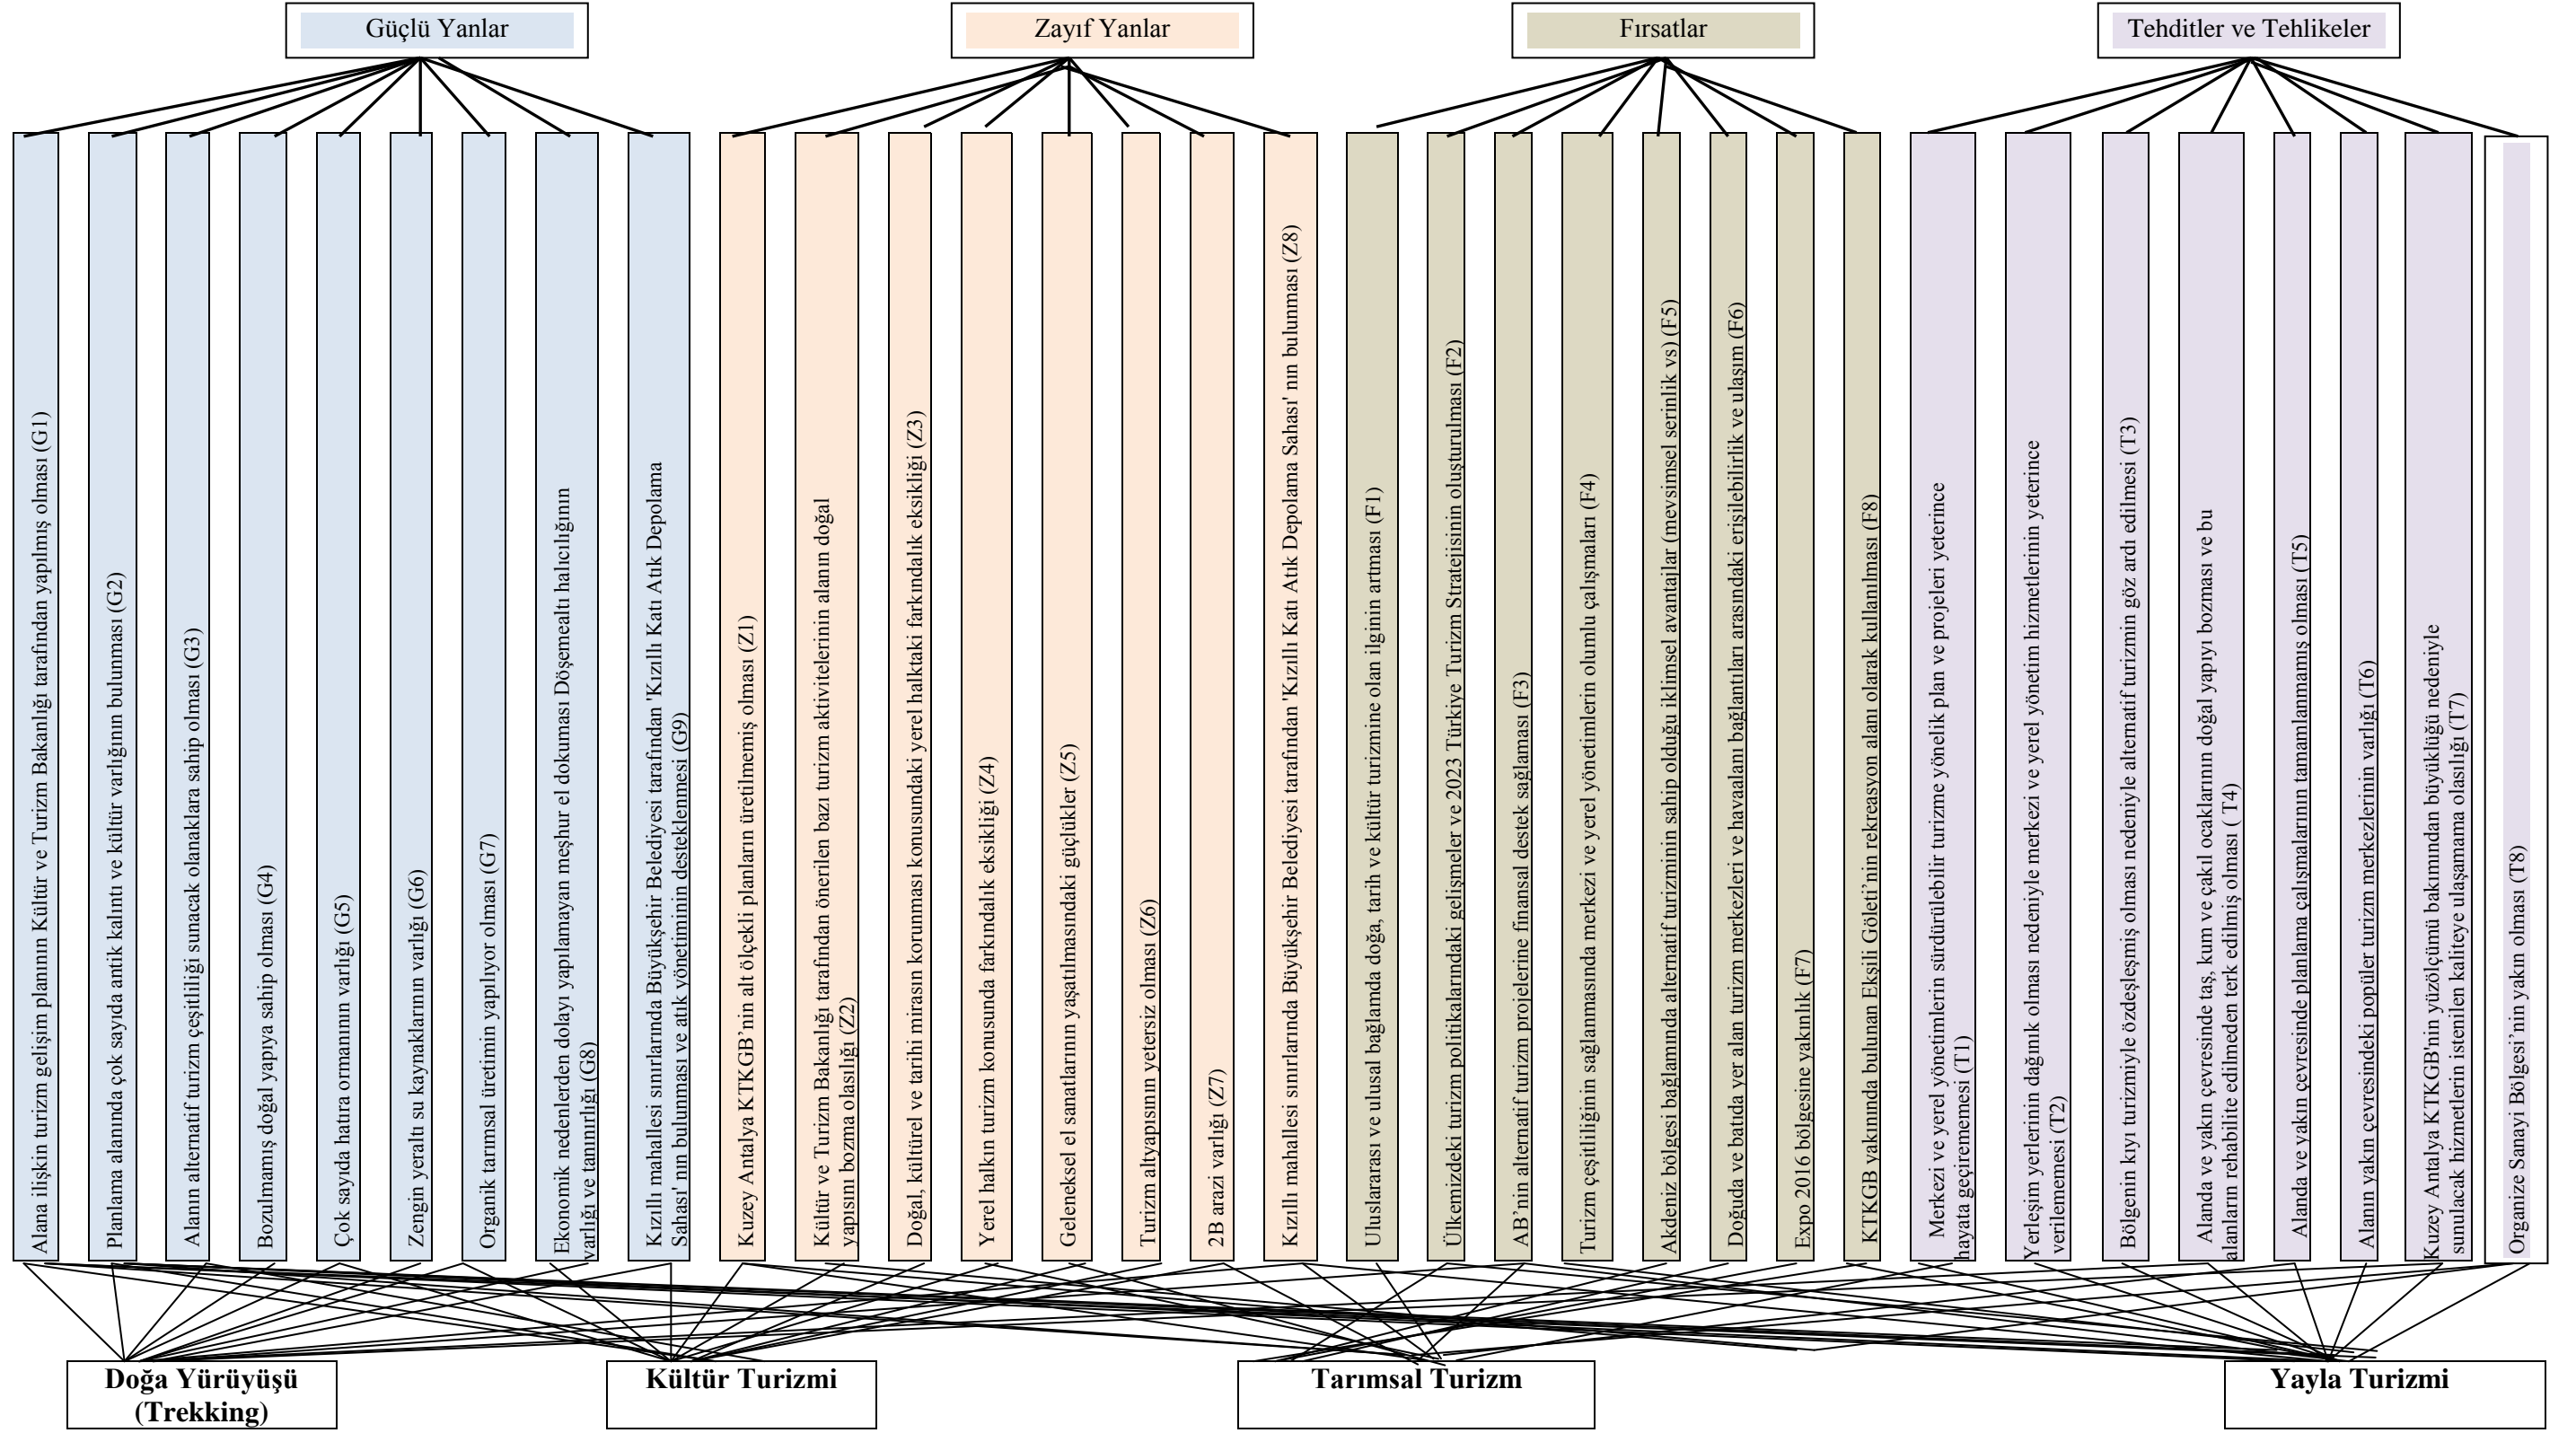 Güçlü Yanlar
Zayıf Yanlar
Fırsatlar
Tehditler ve Tehlikeler
Alana ilişkin turizm gelişim planının Kültür ve Turizm Bakanlığı tarafından yapılmış olması (G1)
Planlama alanında çok sayıda antik kalıntı ve kültür varlığının bulunması (G2)
Alanın alternatif turizm çeşitliliği sunacak olanaklara sahip olması (G3)
Bozulmamış doğal yapıya sahip olması (G4)
Çok sayıda hatıra ormanının varlığı (G5)
Zengin yeraltı su kaynaklarının varlığı (G6)
Organik tarımsal üretimin yapılıyor olması (G7)
Ekonomik nedenlerden dolayı yapılamayan meşhur el dokuması Döşemealtı halıcılığının
varlığı ve tanınırlığı (G8)
Kızıllı mahallesi sınırlarında Büyükşehir Belediyesi tarafından 'Kızıllı Katı Atık Depolama
Sahası' nın bulunması ve atık yönetiminin desteklenmesi (G9)
Kuzey Antalya KTKGB’nin alt ölçekli planların üretilmemiş olması (Z1)
Kültür ve Turizm Bakanlığı tarafından önerilen bazı turizm aktivitelerinin alanın doğal
yapısını bozma olasılığı (Z2)
Doğal, kültürel ve tarihi mirasın korunması konusundaki yerel halktaki farkındalık eksikliği (Z3)
Yerel halkın turizm konusunda farkındalık eksikliği (Z4)
Geleneksel el sanatlarının yaşatılmasındaki güçlükler (Z5)
Turizm altyapısının yetersiz olması (Z6)
2B arazi varlığı (Z7)
Kızıllı mahallesi sınırlarında Büyükşehir Belediyesi tarafından 'Kızıllı Katı Atık Depolama Sahası' nın bulunması (Z8)
Uluslararası ve ulusal bağlamda doğa, tarih ve kültür turizmine olan ilginin artması (F1)
Ülkemizdeki turizm politikalarındaki gelişmeler ve 2023 Türkiye Turizm Stratejisinin oluşturulması (F2)
AB’nin alternatif turizm projelerine finansal destek sağlaması (F3)
Turizm çeşitliliğinin sağlanmasında merkezi ve yerel yönetimlerin olumlu çalışmaları (F4)
Akdeniz bölgesi bağlamında alternatif turizminin sahip olduğu iklimsel avantajlar (mevsimsel serinlik vs) (F5)
Doğuda ve batıda yer alan turizm merkezleri ve havaalanı bağlantıları arasındaki erişilebilirlik ve ulaşım (F6)
Expo 2016 bölgesine yakınlık (F7)
KTKGB yakınında bulunan Ekşili Göleti’nin rekreasyon alanı olarak kullanılması (F8)
Merkezi ve yerel yönetimlerin sürdürülebilir turizme yönelik plan ve projeleri yeterince
hayata geçirememesi (T1)
Yerleşim yerlerinin dağınık olması nedeniyle merkezi ve yerel yönetim hizmetlerinin yeterince
verilememesi (T2)
Bölgenin kıyı turizmiyle özdeşleşmiş olması nedeniyle alternatif turizmin göz ardı edilmesi (T3)
Alanda ve yakın çevresinde taş, kum ve çakıl ocaklarının doğal yapıyı bozması ve bu
alanların rehabilite edilmeden terk edilmiş olması ( T4)
Alanda ve yakın çevresinde planlama çalışmalarının tamamlanmamış olması (T5)
Alanın yakın çevresindeki popüler turizm merkezlerinin varlığı (T6)
Kuzey Antalya KTKGB'nin yüzölçümü bakımından büyüklüğü nedeniyle
sunulacak hizmetlerin istenilen kaliteye ulaşamama olasılığı (T7)
Organize Sanayi Bölgesi’nin yakın olması (T8)
Doğa Yürüyüşü
(Trekking)
Kültür Turizmi
Tarımsal Turizm
Yayla Turizmi